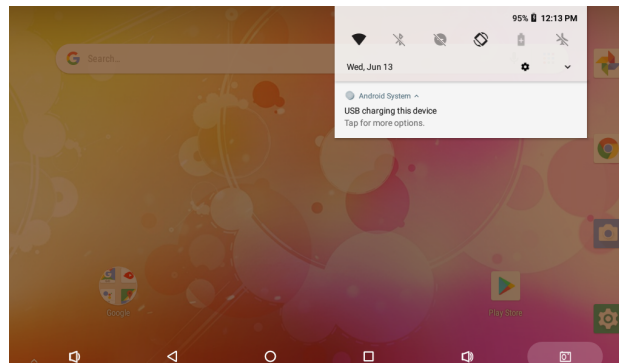 95% 12:13 PM
Search...
Wed, Jun 13
Android System
USB charging this device
Tap for more options.
Google
Play Store